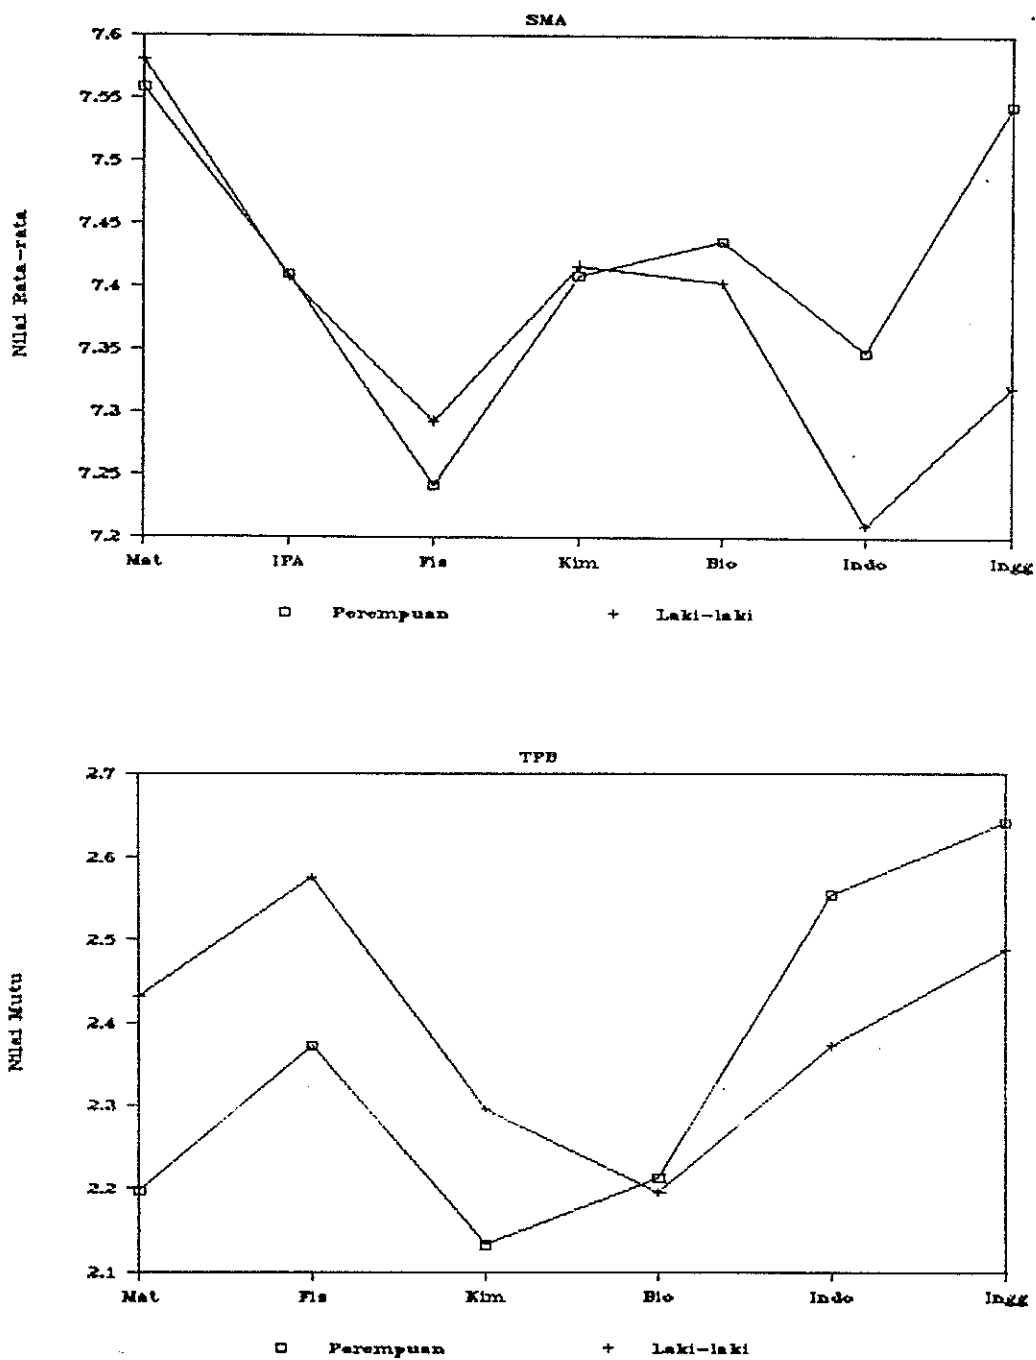 SMA
7.6
7.55
7.5
7.45
7.4
7.35
7.3
7.25
7.2
Nilai Rata-rata
Mat IPA Fis Kim Bio Indo Ingg
Perempuan Laki-laki
TPB
2.7
2.6
2.5
2.4
2.3
2.2
2.1
Nilai Mutu
Mat Fis Kim Bio Indo Ingg
Perempuan Laki-laki